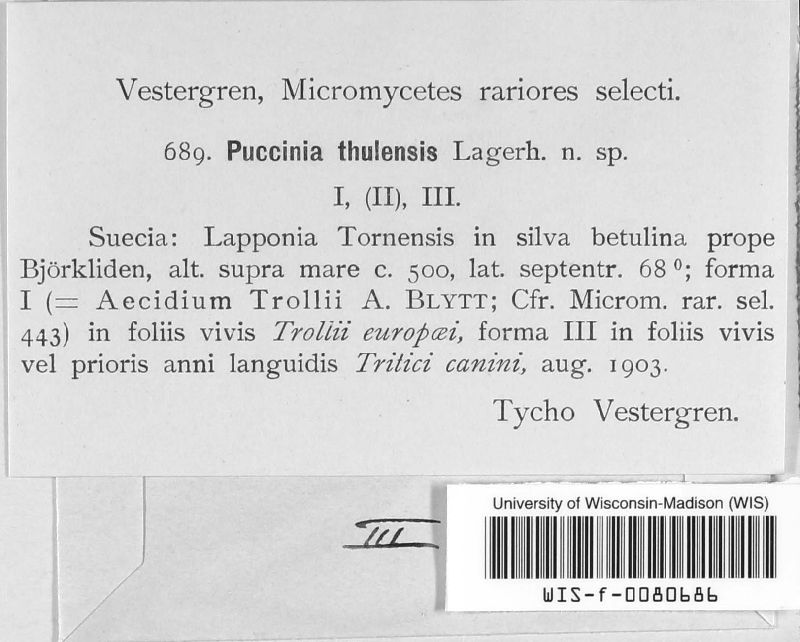 Vestergren, Micromycetes rariores selecti.
689. Puccinia thulensis Lagerh. n. sp.
I, (II), III.
Suecia: Lapponia Tornensis in silva betulina prope
Björkliden, alt. supra mare c. 500, lat. septentr. 68⁰; forma
I (= Aecidium Trollii A. BLYTT; Cfr. Microm. rar. sel.
443) in foliis vivis Trollii europæi, forma III in foliis vivis
vel prioris anni languidis Tritici canini, aug. 1903.
Tycho Vestergren.
III
University of Wisconsin-Madison (WIS)
WIS-f-0080686